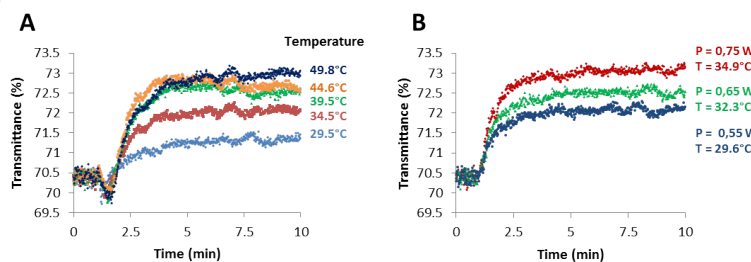 A
Temperature
Transmittance (%)
73.5
73
72.5
72
71.5
71
70.5
70
69.5
49.8°C
44.6°C
39.5°C
34.5°C
29.5°C
0
2.5
5
7.5
10
Time (min)
B
Transmittance (%)
73.5
73
72.5
72
71.5
71
70.5
70
69.5
P = 0,75 W
T = 34.9°C
P = 0,65 W
T = 32.3°C
P = 0,55 W
T = 29.6°C
0
2.5
5
7.5
10
Time (min)